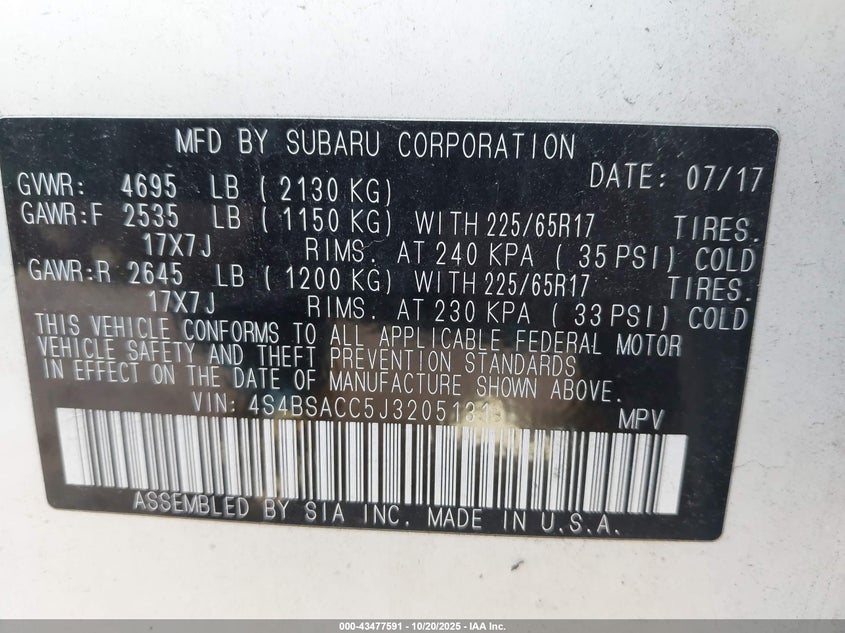 MFD BY SUBARU CORPORATION
DATE: 07/17
GVWR: 4695 LB ( 2130 KG)
GAWR:F 2535 LB ( 1150 KG) WITH 225/65R17 TIRES.
17X7J RIMS. AT 240 KPA ( 35 PSI) COLD
GAWR:R 2645 LB ( 1200 KG) WITH 225/65R17 TIRES.
17X7J RIMS. AT 230 KPA ( 33 PSI) COLD
THIS VEHICLE CONFORMS TO ALL APPLICABLE FEDERAL MOTOR
VEHICLE SAFETY AND THEFT PREVENTION STANDARDS
IN EFFECT ON THE DATE OF MANUFACTURE SHOWN ABOVE.
VIN: 4S4BSACC5J3205131 MPV
ASSEMBLED BY SIA INC. MADE IN U.S.A.
000-43477591 - 10/20/2025 - IAA Inc.